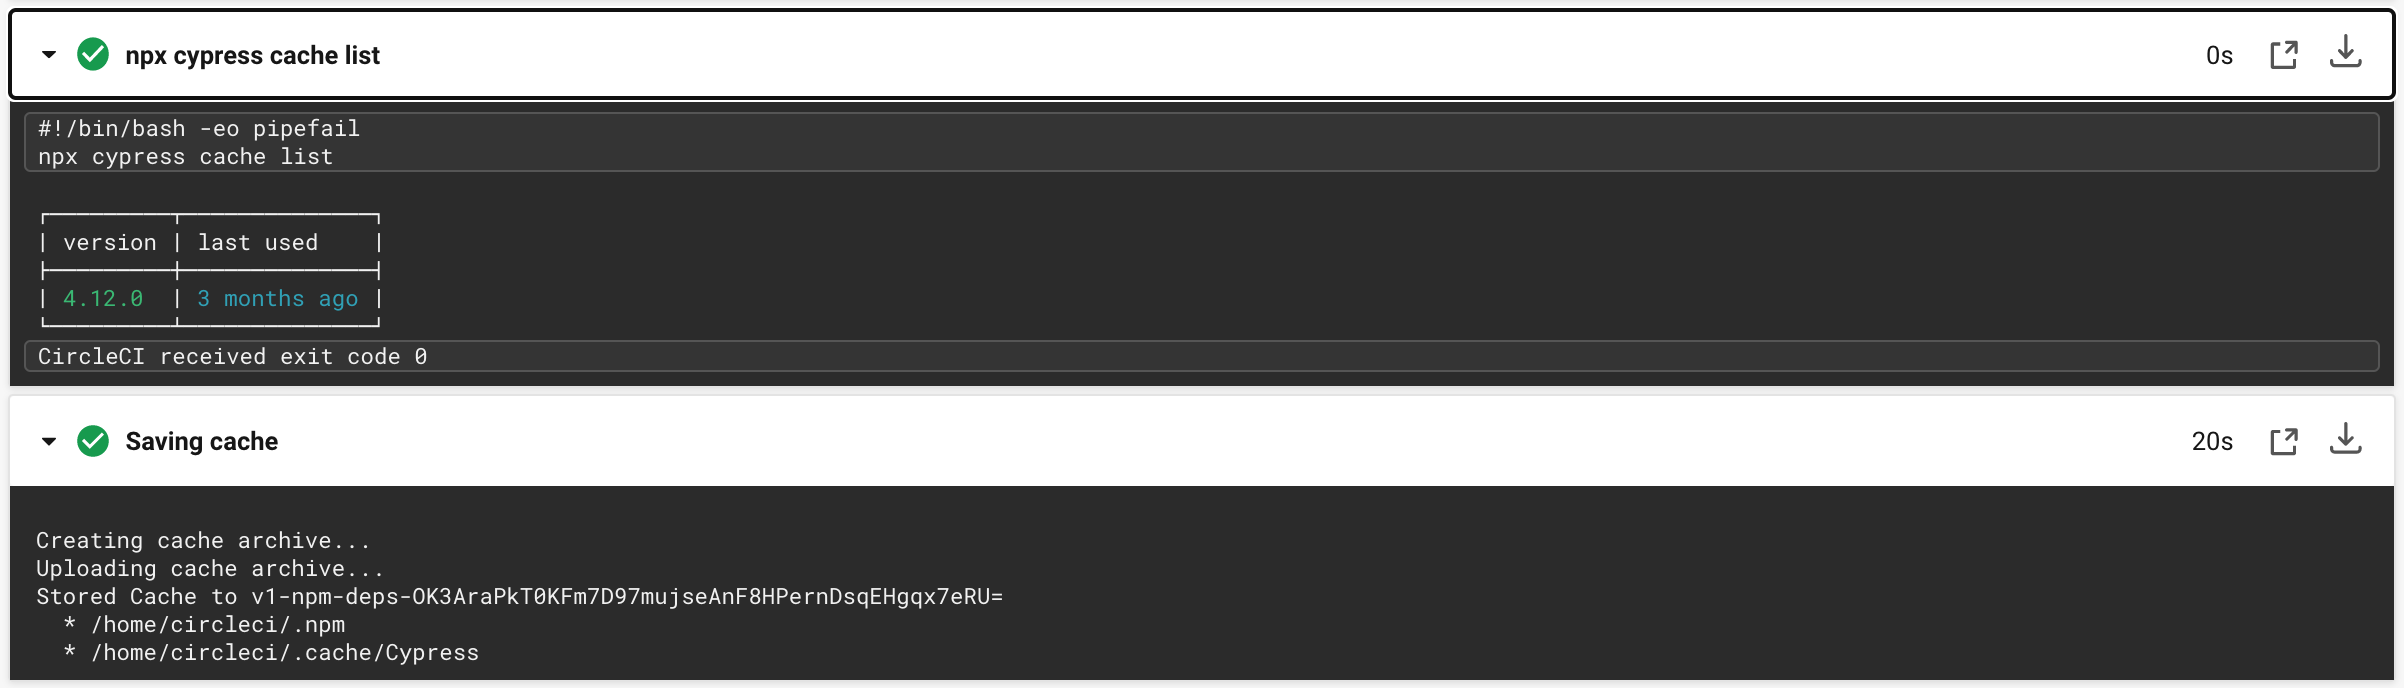 npx cypress cache list
0s
#!/bin/bash -eo pipefail
npx cypress cache list
version | last used
4.12.0 | 3 months ago
CircleCI received exit code 0
Saving cache
20s
Creating cache archive...
Uploading cache archive...
Stored Cache to v1-npm-deps-OK3AraPkT0KFm7D97mujseAnF8HPernDsqEHgqx7eRU=
* /home/circleci/.npm
* /home/circleci/.cache/Cypress